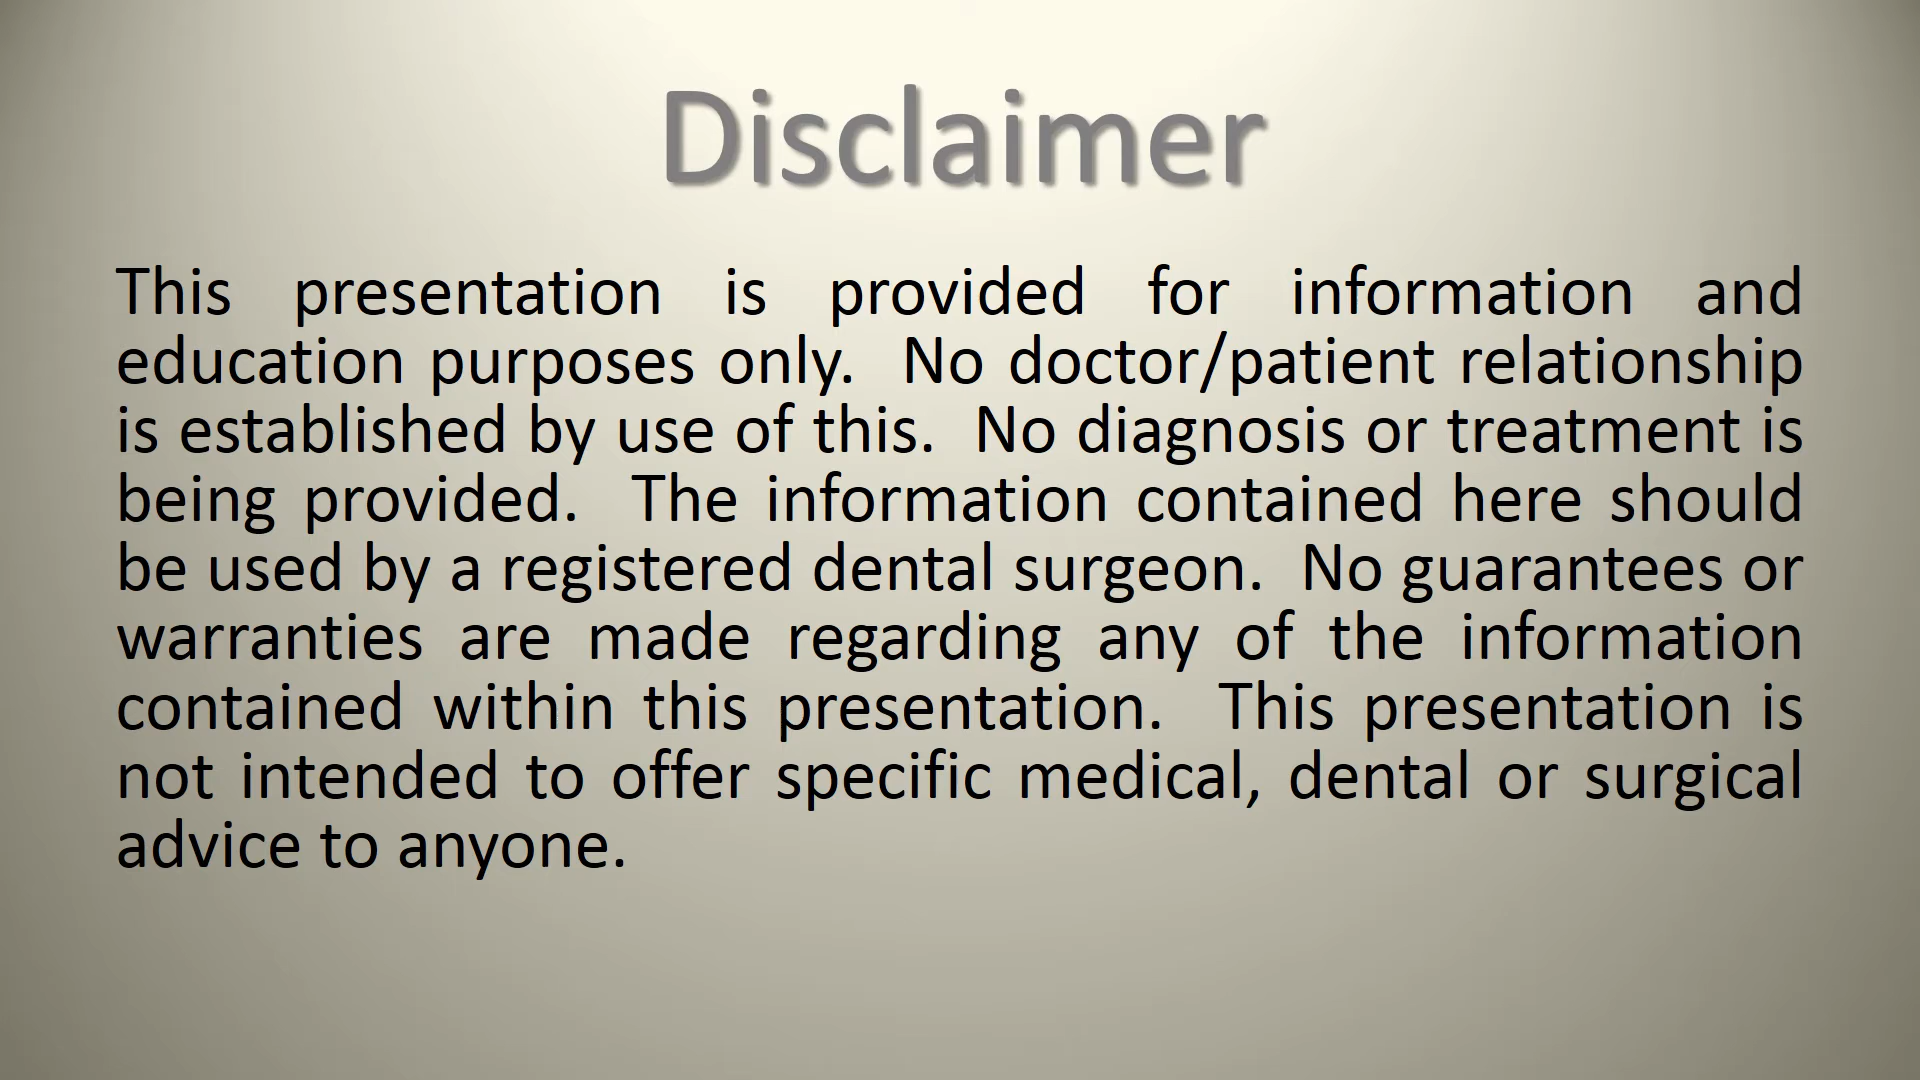 Disclaimer
This presentation is provided for information and
education purposes only.  No doctor/patient relationship
is established by use of this.  No diagnosis or treatment is
being provided.  The information contained here should
be used by a registered dental surgeon.  No guarantees or
warranties are made regarding any of the information
contained within this presentation.  This presentation is
not intended to offer specific medical, dental or surgical
advice to anyone.